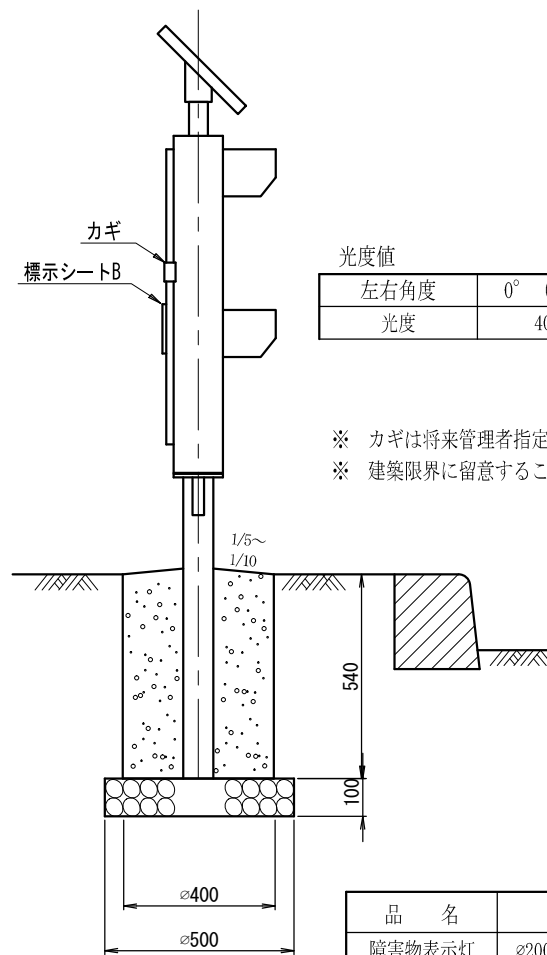 カギ
標示シートB
光度値
左右角度 0°
光度 40
※ カギは将来管理者指定
※ 建築限界に留意するこ
1/5~
1/10
540
100
⌀400
⌀500
品 名
障害物表示灯 ⌀200